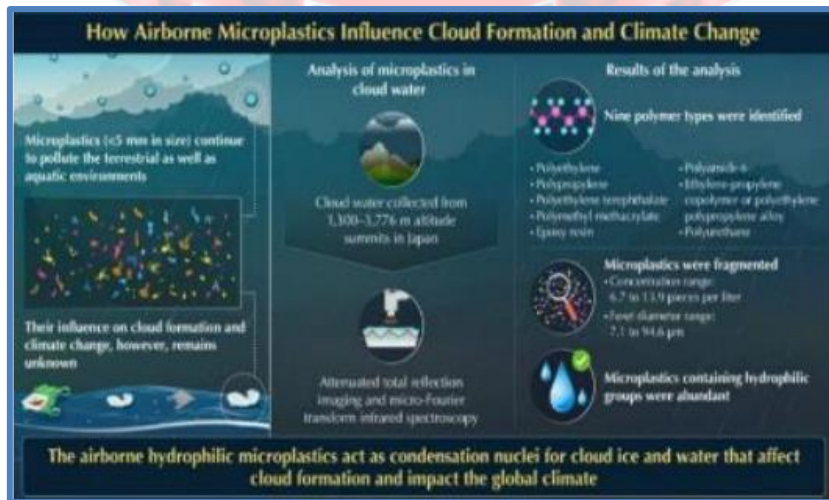 How Airborne Microplastics Influence Cloud Formation and Climate Change
Microplastics (<5 mm in size) continue
to pollute the terrestrial as well as
aquatic environments
Their influence on cloud formation and
climate change, however, remains
unknown
Analysis of microplastics in
cloud water
Cloud water collected from
1,300–3,776 m altitude
summits in Japan
Attenuated total reflection
imaging and micro-Fourier
transform infrared spectroscopy
Results of the analysis
Nine polymer types were identified
• Polyethylene
• Polypropylene
• Polyethylene terephthalate
• Polymethyl methacrylate
• Epoxy resin
• Polyamide 6
• Ethylene-propylene
copolymer or polyethylene
polypropylene alloy
• Polyurethane
Microplastics were fragmented
• Concentration range:
6.7 to 13.9 pieces per liter
• Feret diameter range:
7.1 to 94.6 µm
Microplastics containing hydrophilic
groups were abundant
The airborne hydrophilic microplastics act as condensation nuclei for cloud ice and water that affect
cloud formation and impact the global climate